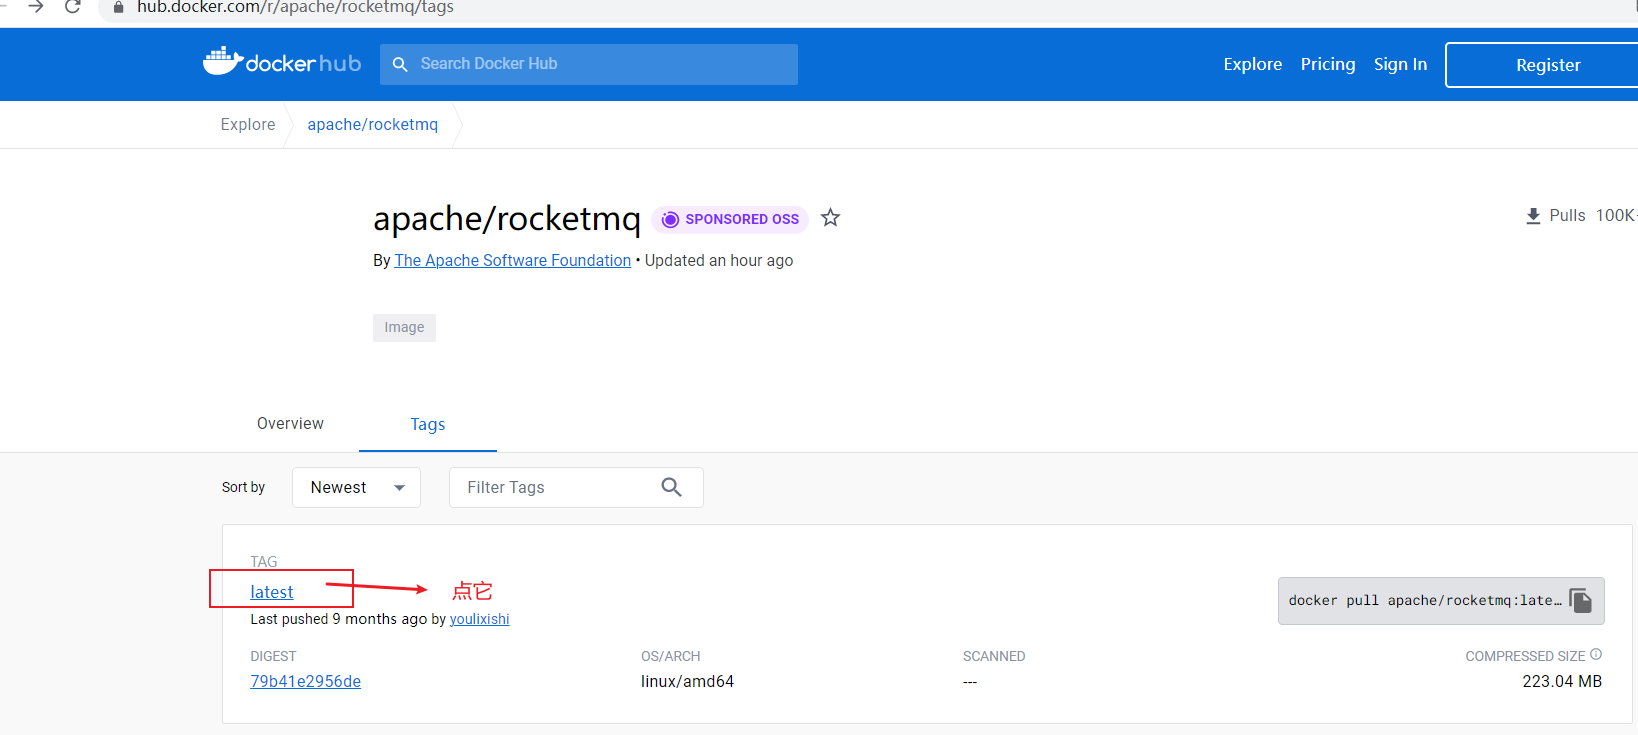 hub.docker.com/r/apache/rocketmq/tags
dockerhub
Search Docker Hub
Explore Pricing Sign In Register
Explore apache/rocketmq
apache/rocketmq SPONSORED OSS
Pulls 100K
By The Apache Software Foundation • Updated an hour ago
Image
Overview Tags
Sort by Newest Filter Tags
TAG
latest 点它
docker pull apache/rocketmq:late…
Last pushed 9 months ago by youlixishi
DIGEST OS/ARCH SCANNED COMPRESSED SIZE
79b41e2956de linux/amd64 --- 223.04 MB